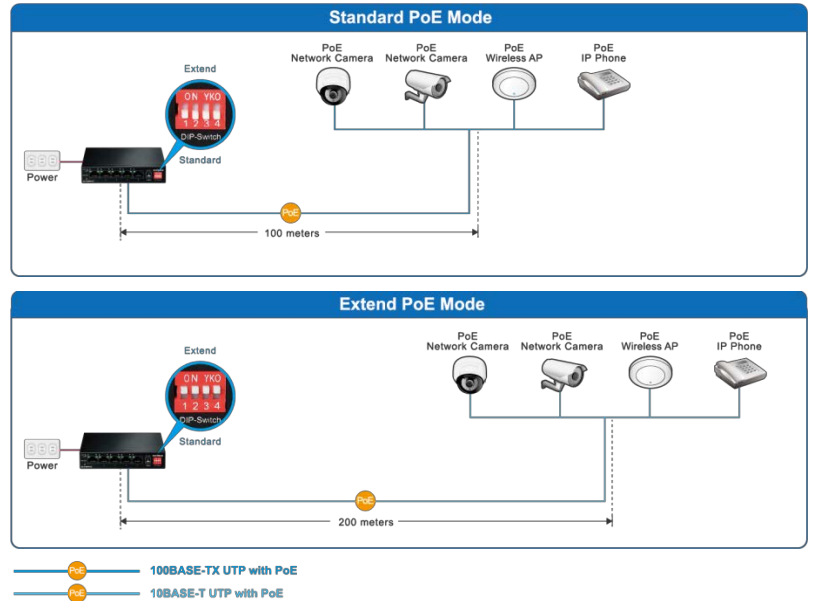 Standard PoE Mode
PoE
Network Camera
PoE
Network Camera
PoE
Wireless AP
PoE
IP Phone
Extend
ON YKO
1 2 3 4
DIP-Switch
Standard
Power
PoE
100 meters
Extend PoE Mode
PoE
Network Camera
PoE
Network Camera
PoE
Wireless AP
PoE
IP Phone
Extend
ON YKO
1 2 3 4
DIP-Switch
Standard
Power
PoE
200 meters
PoE 100BASE-TX UTP with PoE
PoE 10BASE-T UTP with PoE